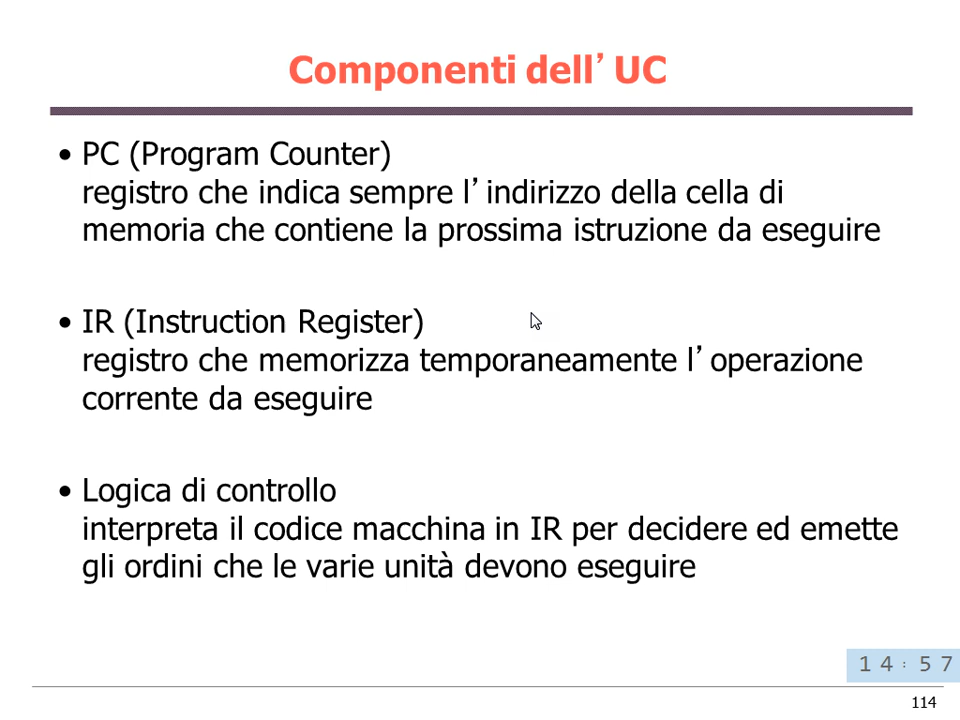 Componenti dell’UC
• PC (Program Counter)
registro che indica sempre l’indirizzo della cella di
memoria che contiene la prossima istruzione da eseguire
• IR (Instruction Register)
registro che memorizza temporaneamente l’operazione
corrente da eseguire
• Logica di controllo
interpreta il codice macchina in IR per decidere ed emette
gli ordini che le varie unità devono eseguire
14:57
114